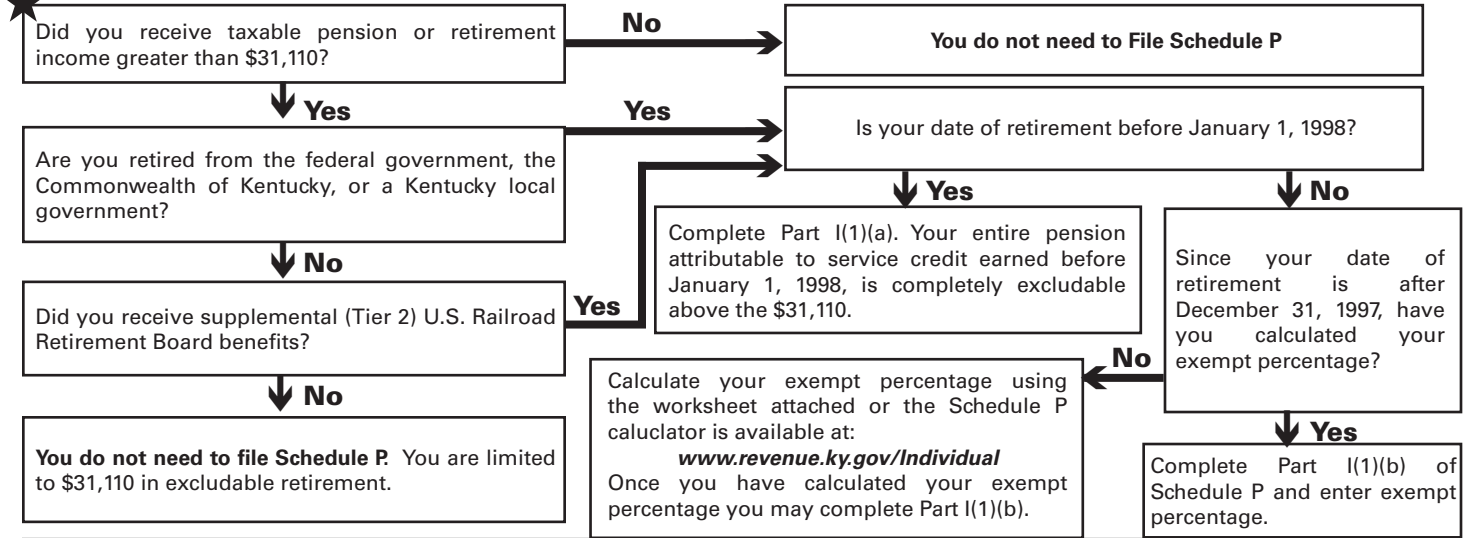 Did you receive taxable pension or retirement
income greater than $31,110?
No
You do not need to File Schedule P
Yes
Yes
Are you retired from the federal government, the
Commonwealth of Kentucky, or a Kentucky local
government?
Is your date of retirement before January 1, 1998?
Yes
No
No
Complete Part I(1)(a). Your entire pension
attributable to service credit earned before
January 1, 1998, is completely excludable
above the $31,110.
Since your date of
retirement is after
December 31, 1997, have
you calculated your
exempt percentage?
Did you receive supplemental (Tier 2) U.S. Railroad
Retirement Board benefits?
Yes
No
No
Calculate your exempt percentage using
the worksheet attached or the Schedule P
caluclator is available at:
www.revenue.ky.gov/Individual
Once you have calculated your exempt
percentage you may complete Part I(1)(b).
Yes
You do not need to file Schedule P. You are limited
to $31,110 in excludable retirement.
Complete Part I(1)(b) of
Schedule P and enter exempt
percentage.